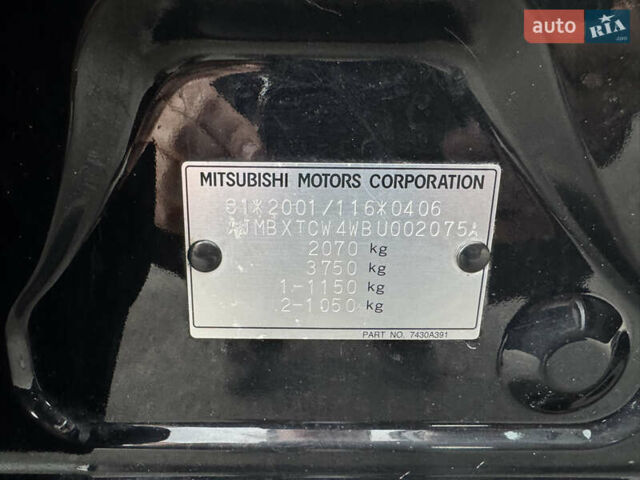 auto RIA.com
MITSUBISHI MOTORS CORPORATION
e1*2001/116*0406
*JMBXTCW4WBU002075*
2070 kg
3750 kg
1-1150 kg
2-1050 kg
PART NO. 7430A391